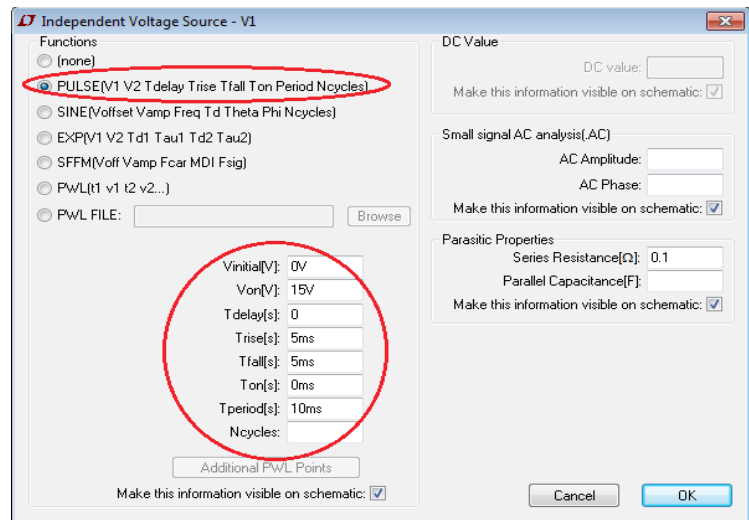 Independent Voltage Source - V1
Functions
(none)
PULSE(V1 V2 Tdelay Trise Tfall Ton Period Ncycles)
SINE(Voffset Vamp Freq Td Theta Phi Ncycles)
EXP(V1 V2 Td1 Tau1 Td2 Tau2)
SFFM(Voff Vamp Fcar MDI Fsig)
PWL(t1 v1 t2 v2...)
PWL FILE:
Browse
Vinitial[V]: 0V
Von[V]: 15V
Tdelay[s]: 0
Trise[s]: 5ms
Tfall[s]: 5ms
Ton[s]: 0ms
Tperiod[s]: 10ms
Ncycles:
Additional PWL Points
Make this information visible on schematic:
DC Value
DC value:
Make this information visible on schematic:
Small signal AC analysis(.AC)
AC Amplitude:
AC Phase:
Make this information visible on schematic:
Parasitic Properties
Series Resistance[Ω]: 0.1
Parallel Capacitance[F]:
Make this information visible on schematic:
Cancel
OK